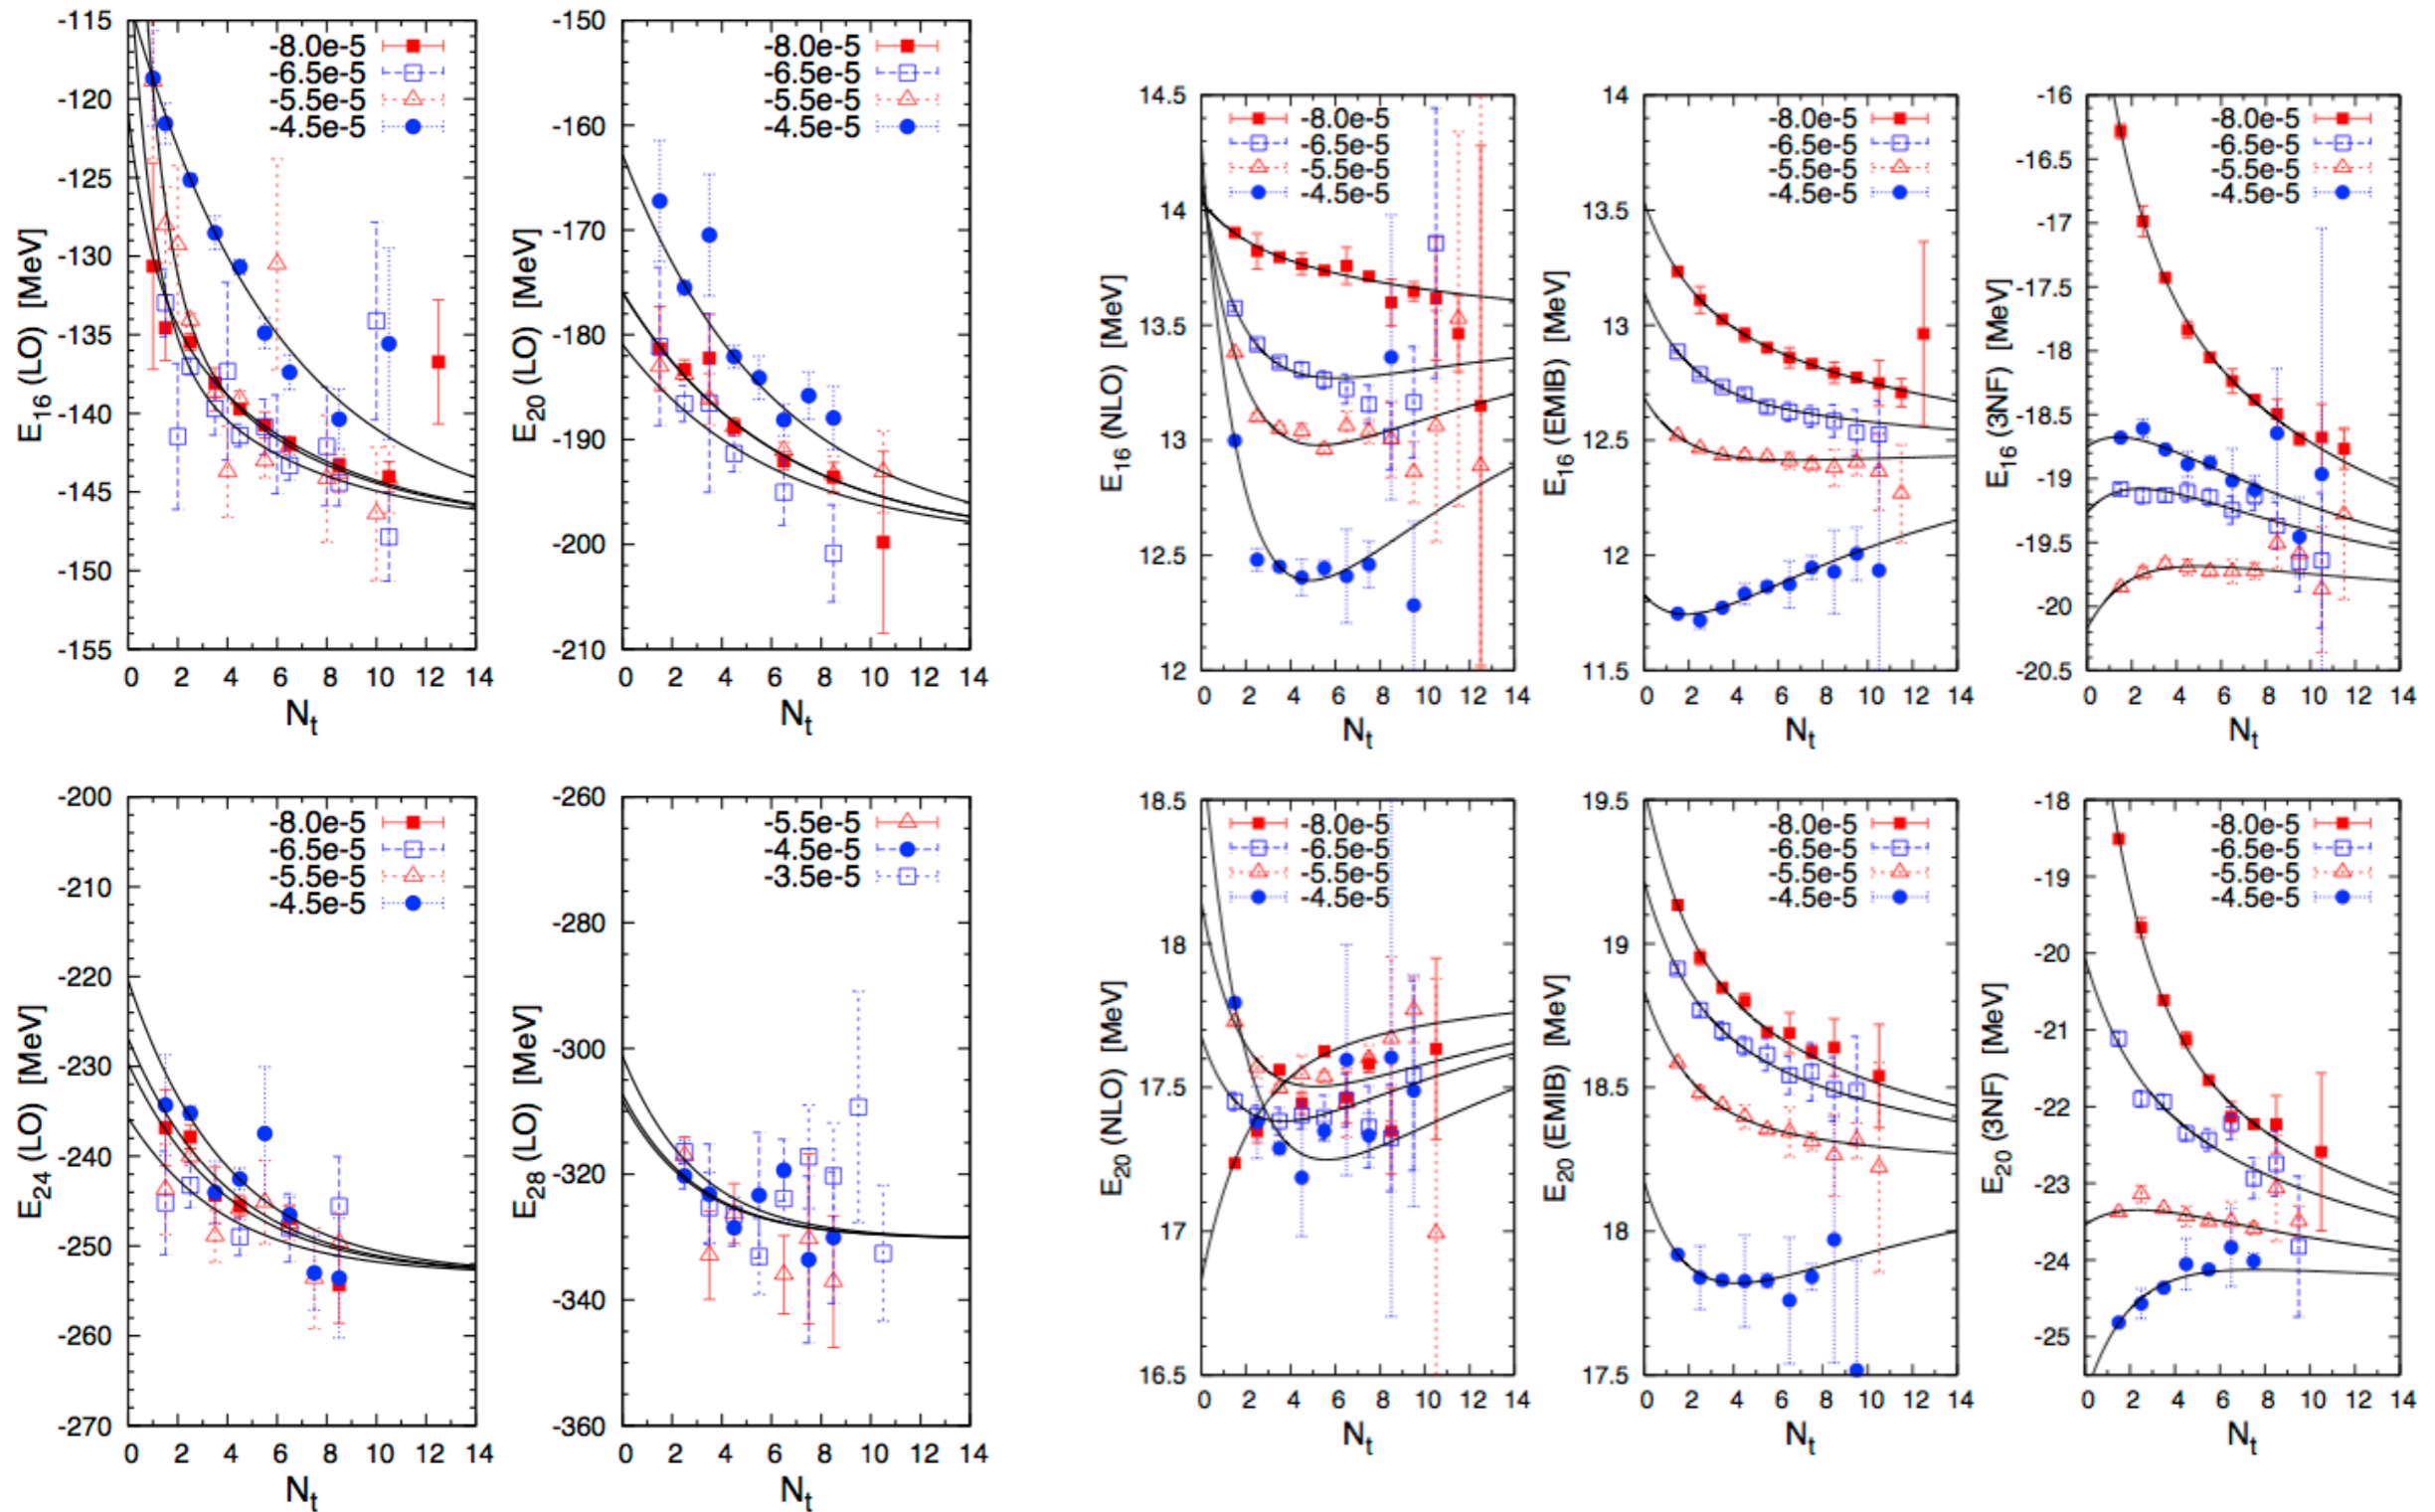 E16 (LO) [MeV]
-115
-120
-125
-130
-135
-140
-145
-150
-155
-8.0e-5
-6.5e-5
-5.5e-5
-4.5e-5
0 2 4 6 8 10 12 14
Nt
E20 (LO) [MeV]
-150
-160
-170
-180
-190
-200
-210
-8.0e-5
-6.5e-5
-5.5e-5
-4.5e-5
0 2 4 6 8 10 12 14
Nt
E16 (NLO) [MeV]
14.5
14
13.5
13
12.5
12
-8.0e-5
-6.5e-5
-5.5e-5
-4.5e-5
0 2 4 6 8 10 12 14
Nt
E16 (EMIB) [MeV]
14
13.5
13
12.5
12
11.5
-8.0e-5
-6.5e-5
-5.5e-5
-4.5e-5
0 2 4 6 8 10 12 14
Nt
E16 (3NF) [MeV]
-16
-16.5
-17
-17.5
-18
-18.5
-19
-19.5
-20
-20.5
-8.0e-5
-6.5e-5
-5.5e-5
-4.5e-5
0 2 4 6 8 10 12 14
Nt
E24 (LO) [MeV]
-200
-210
-220
-230
-240
-250
-260
-270
-8.0e-5
-6.5e-5
-5.5e-5
-4.5e-5
0 2 4 6 8 10 12 14
Nt
E28 (LO) [MeV]
-260
-280
-300
-320
-340
-360
-5.5e-5
-4.5e-5
-3.5e-5
0 2 4 6 8 10 12 14
Nt
E20 (NLO) [MeV]
18.5
18
17.5
17
16.5
-8.0e-5
-6.5e-5
-5.5e-5
-4.5e-5
0 2 4 6 8 10 12 14
Nt
E20 (EMIB) [MeV]
19.5
19
18.5
18
17.5
-8.0e-5
-6.5e-5
-5.5e-5
-4.5e-5
0 2 4 6 8 10 12 14
Nt
E20 (3NF) [MeV]
-18
-19
-20
-21
-22
-23
-24
-25
-8.0e-5
-6.5e-5
-5.5e-5
-4.5e-5
0 2 4 6 8 10 12 14
Nt